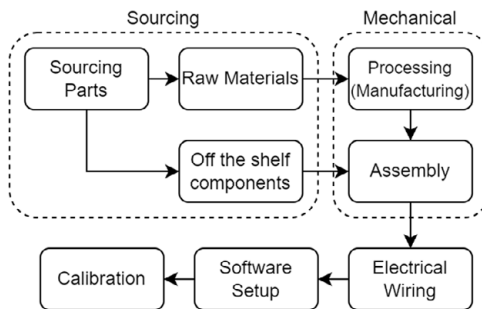 Sourcing
Mechanical
Sourcing
Parts
Raw Materials
Processing
(Manufacturing)
Off the shelf
components
Assembly
Calibration
Software
Setup
Electrical
Wiring